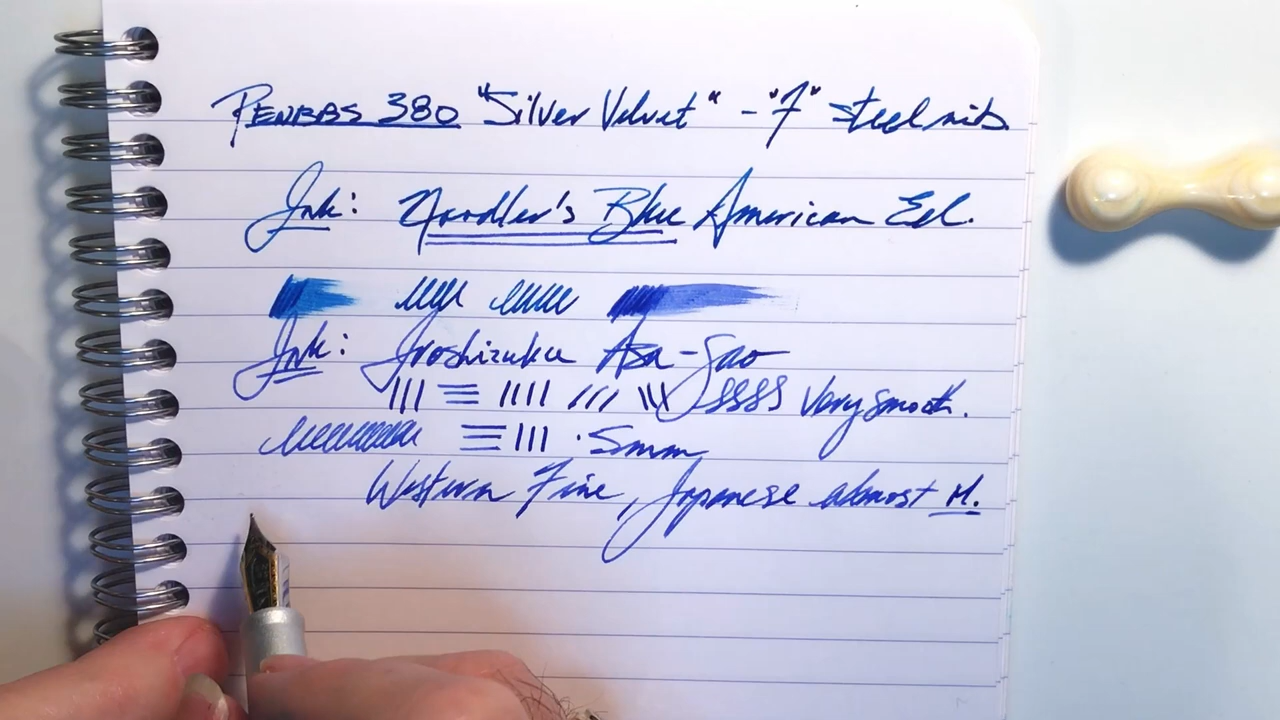 PENBBS 380 "Silver Velvet" - "F" steel nib.
Ink: Noodler's Blue American Ed.
Ink: Iroshizuku Asa-Gao
Very smooth.
.5mm
Western Fine, Japanese almost M.